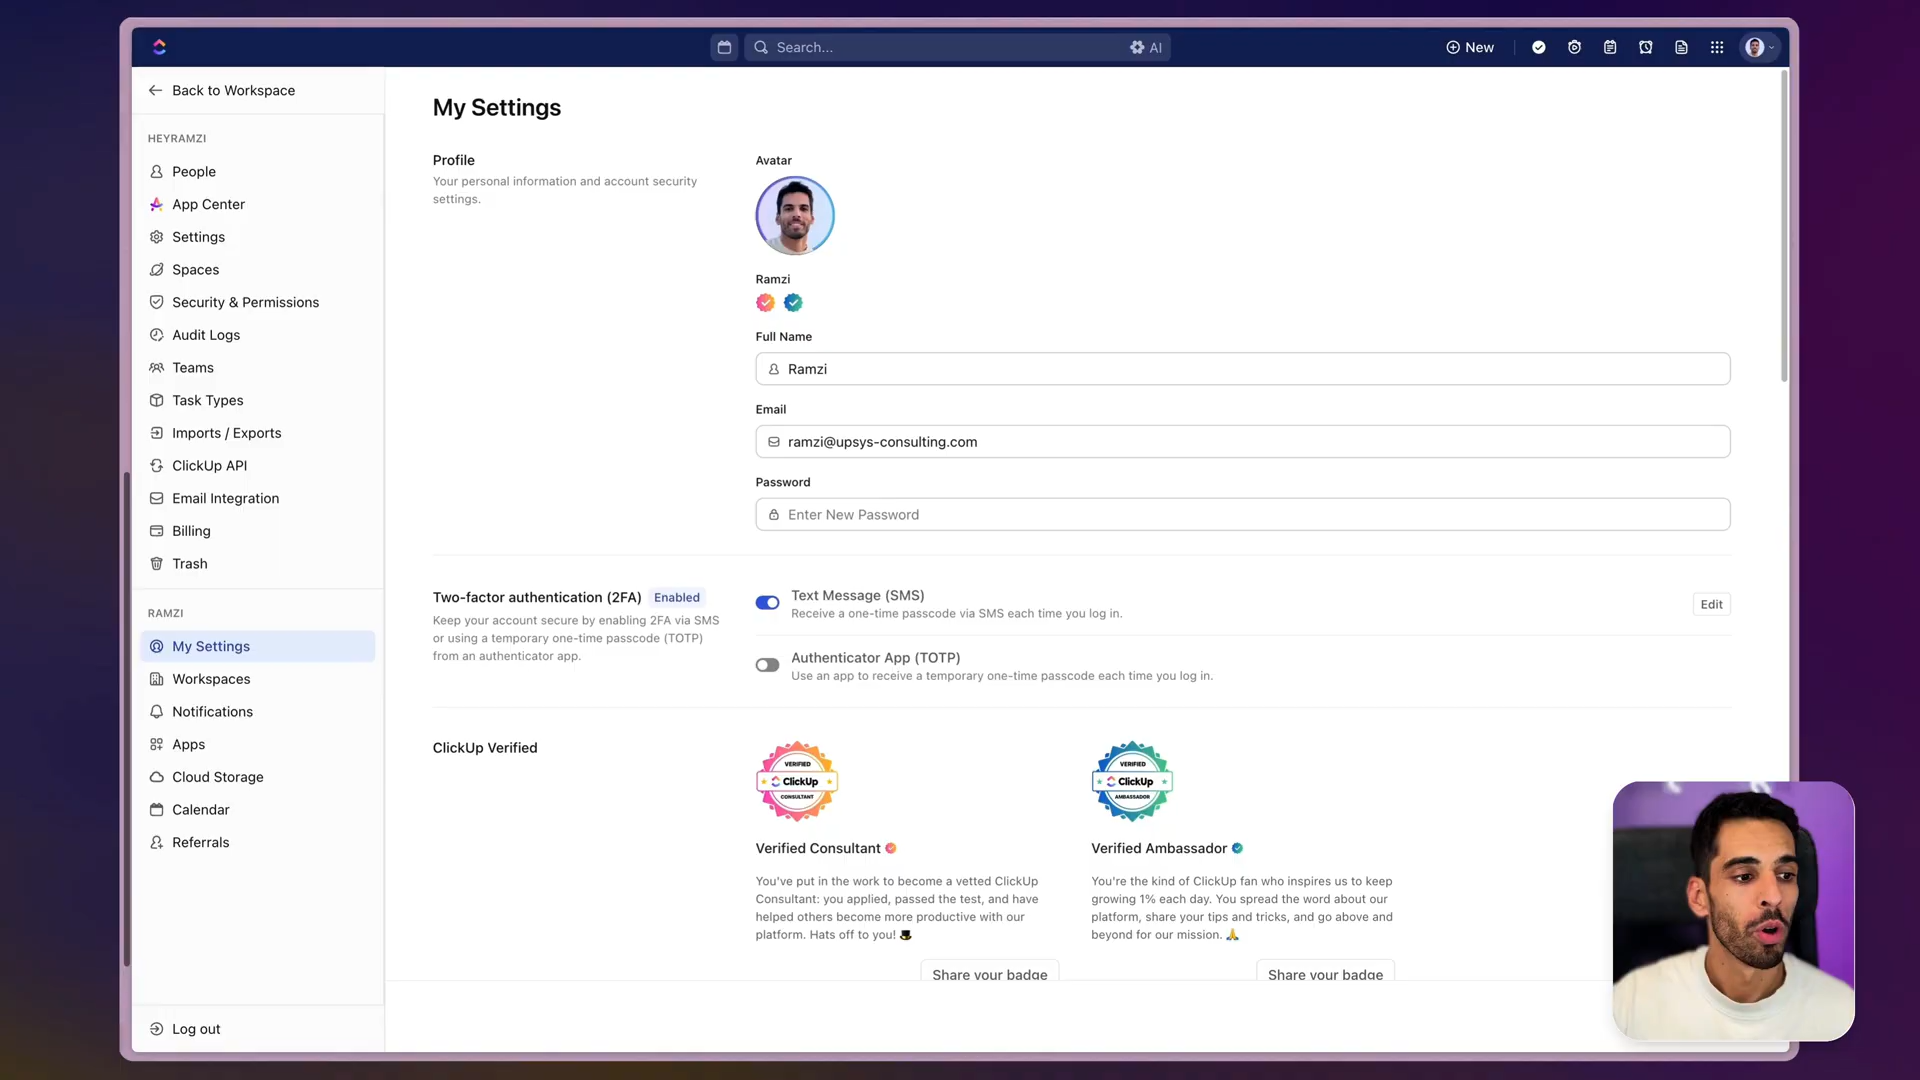 Search...
AI
New
Back to Workspace
HEYRAMZI
People
App Center
Settings
Spaces
Security & Permissions
Audit Logs
Teams
Task Types
Imports / Exports
ClickUp API
Email Integration
Billing
Trash
RAMZI
My Settings
Workspaces
Notifications
Apps
Cloud Storage
Calendar
Referrals
Log out
My Settings
Profile
Your personal information and account security
settings.
Avatar
Ramzi
Full Name
Ramzi
Email
ramzi@upsys-consulting.com
Password
Enter New Password
Two-factor authentication (2FA) Enabled
Keep your account secure by enabling 2FA via SMS
or using a temporary one-time passcode (TOTP)
from an authenticator app.
Text Message (SMS)
Receive a one-time passcode via SMS each time you log in.
Edit
Authenticator App (TOTP)
Use an app to receive a temporary one-time passcode each time you log in.
ClickUp Verified
VERIFIED
ClickUp
CONSULTANT
Verified Consultant
You've put in the work to become a vetted ClickUp
Consultant: you applied, passed the test, and have
helped others become more productive with our
platform. Hats off to you! 🎩
Share your badge
VERIFIED
ClickUp
AMBASSADOR
Verified Ambassador
You're the kind of ClickUp fan who inspires us to keep
growing 1% each day. You spread the word about our
platform, share your tips and tricks, and go above and
beyond for our mission. 🙏
Share your badge